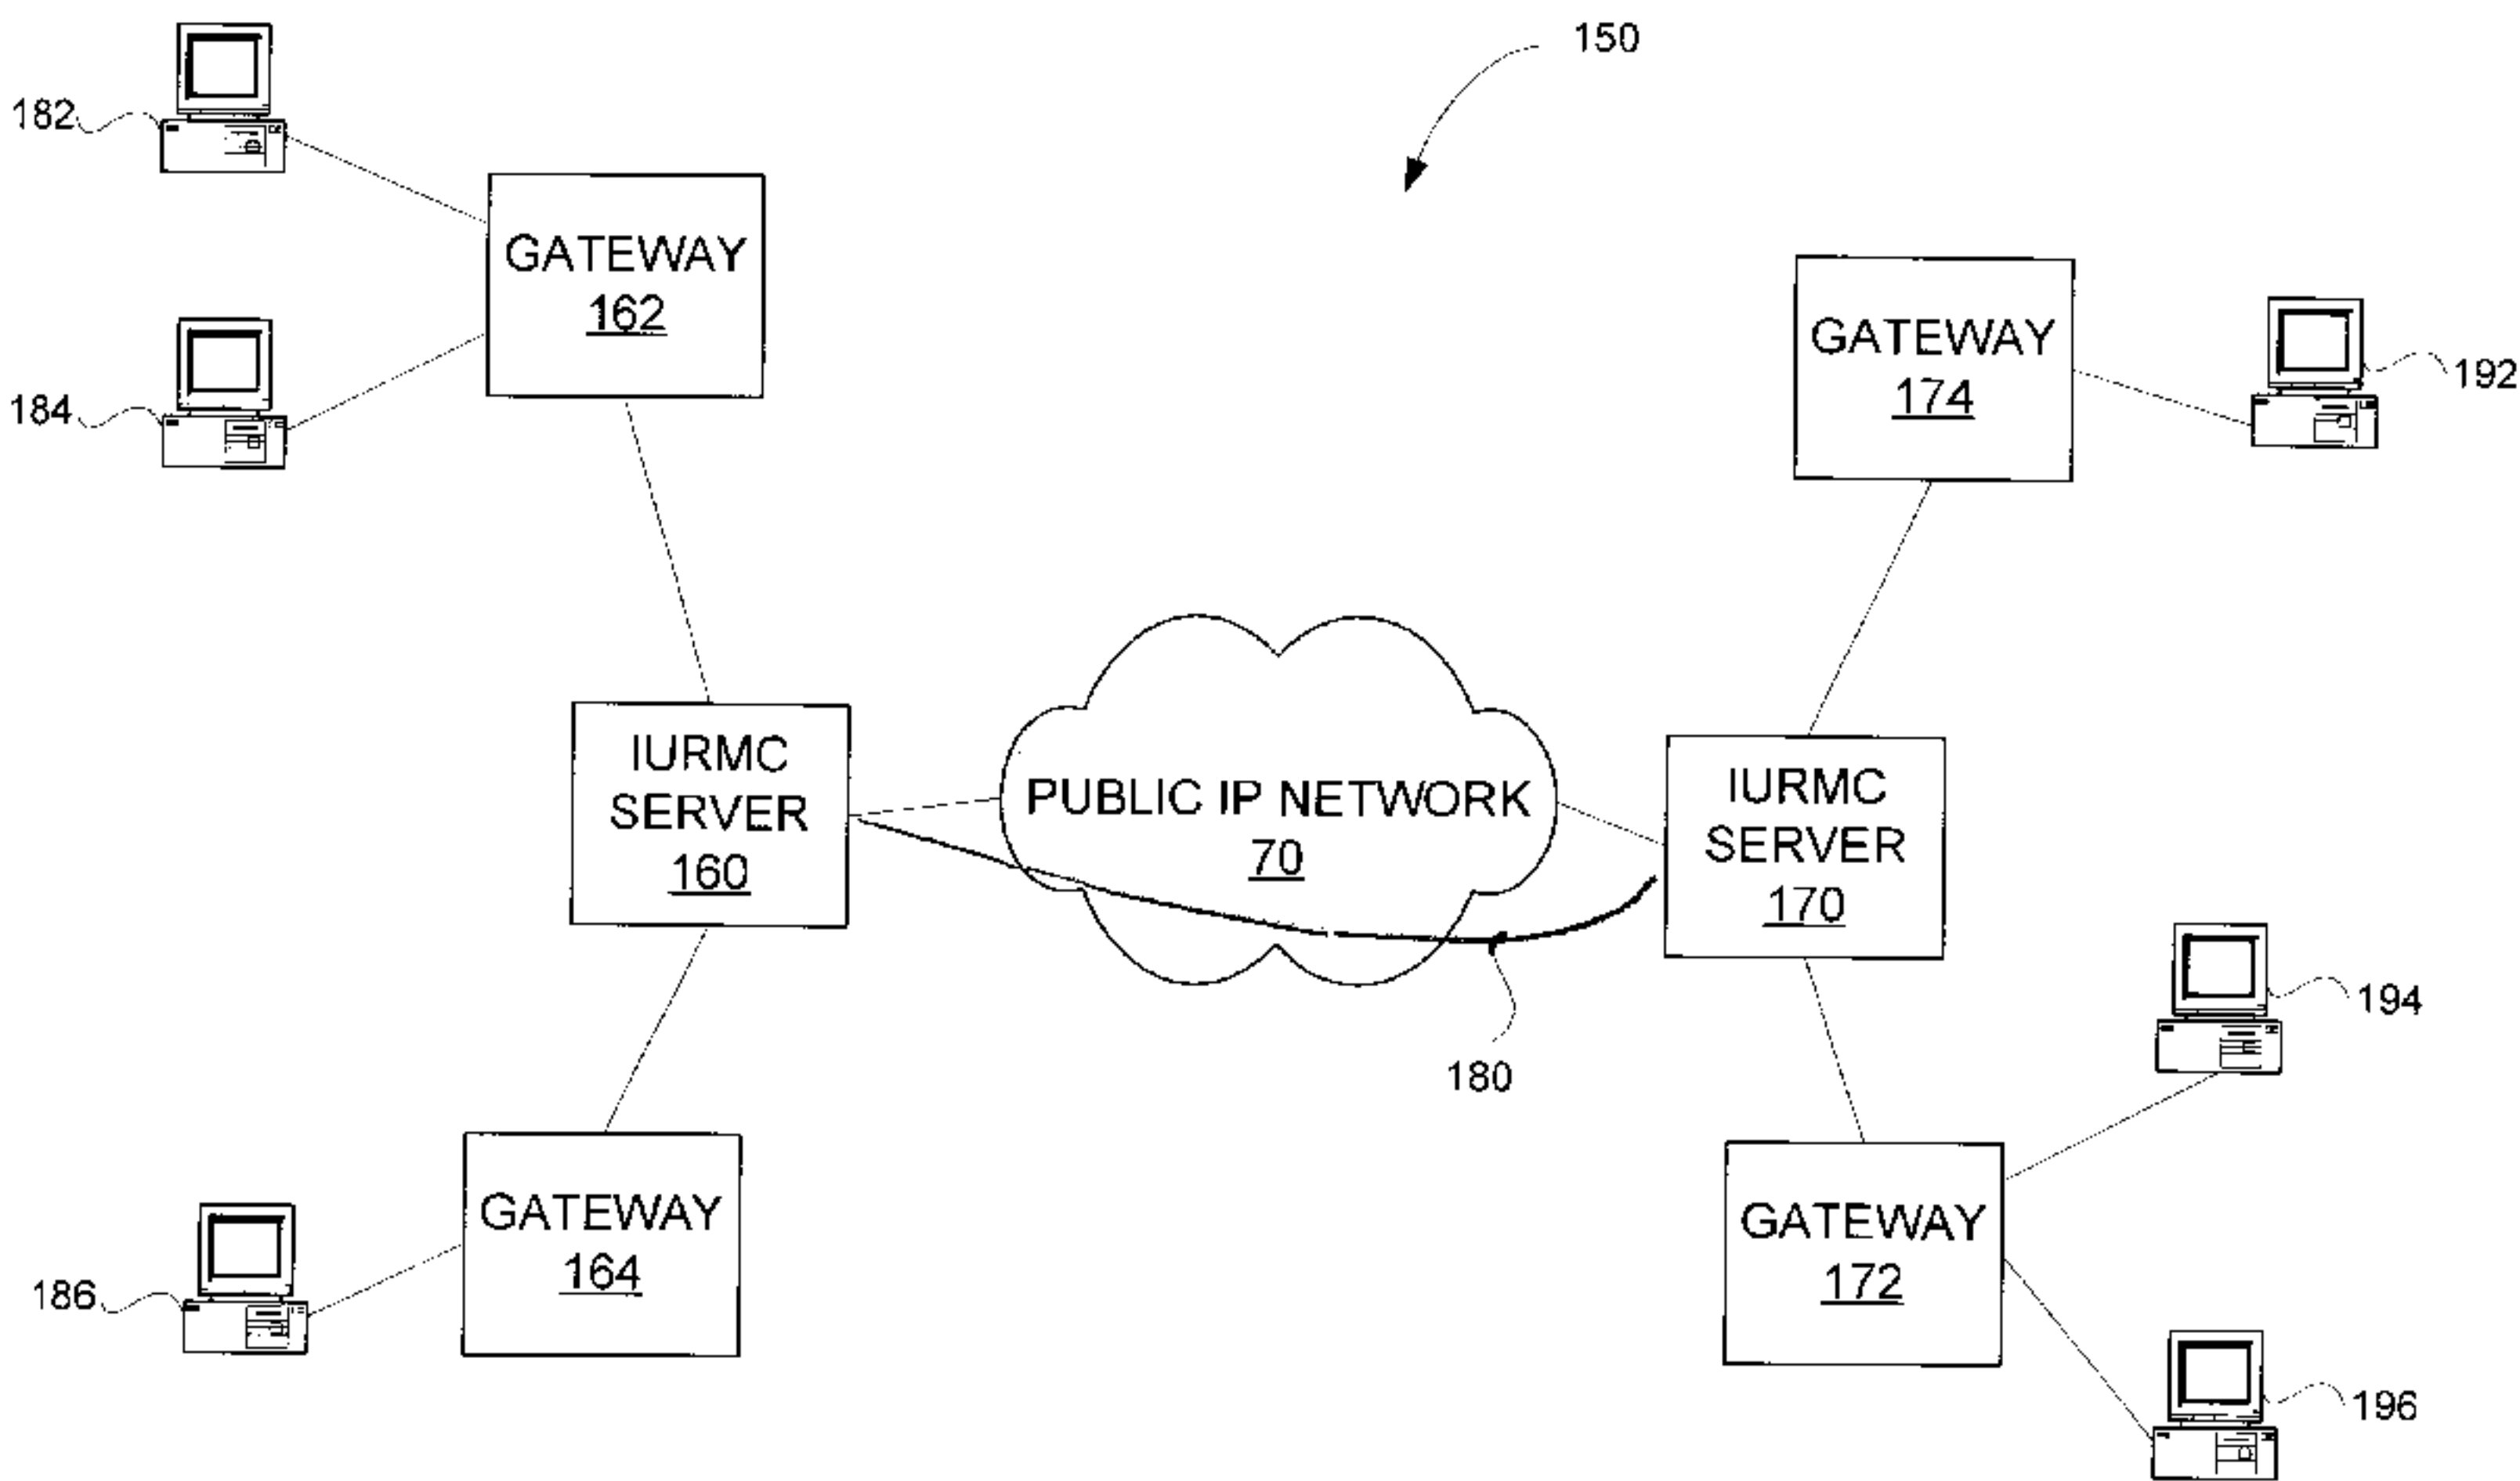 150
182
GATEWAY
162
184
GATEWAY
174
192
IURMC
SERVER
160
PUBLIC IP NETWORK
70
IURMC
SERVER
170
180
194
GATEWAY
164
186
GATEWAY
172
196